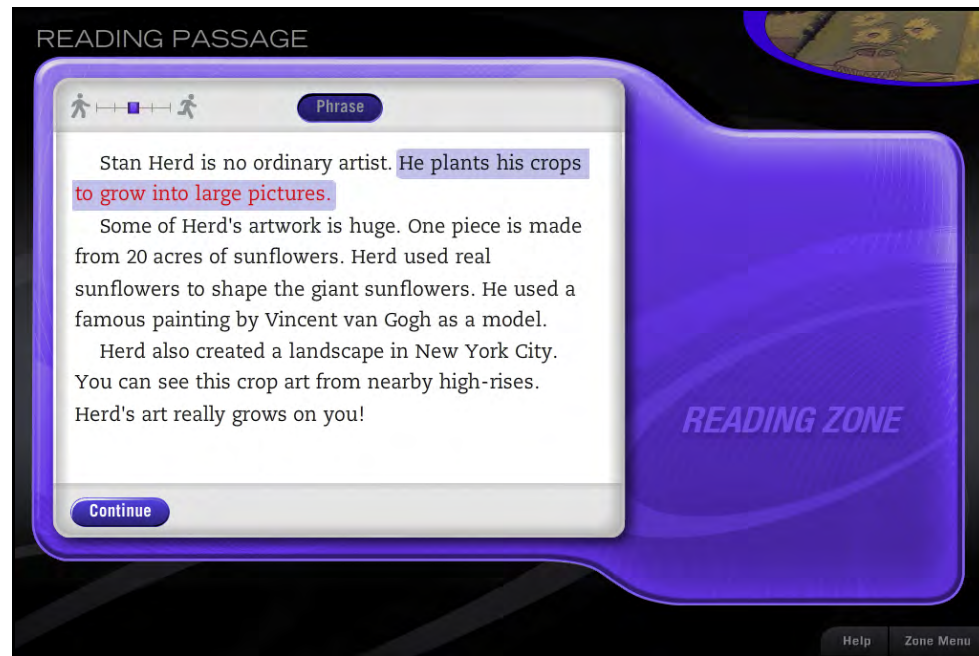 READING PASSAGE
Phrase
Stan Herd is no ordinary artist. He plants his crops
to grow into large pictures.
Some of Herd's artwork is huge. One piece is made
from 20 acres of sunflowers. Herd used real
sunflowers to shape the giant sunflowers. He used a
famous painting by Vincent van Gogh as a model.
Herd also created a landscape in New York City.
You can see this crop art from nearby high-rises.
Herd's art really grows on you!
Continue
READING ZONE
Help
Zone Menu